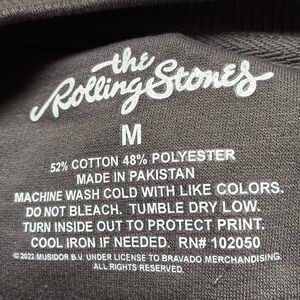 the
Rolling Stones
M
52% COTTON 48% POLYESTER
MADE IN PAKISTAN
MACHINE WASH COLD WITH LIKE COLORS.
DO NOT BLEACH. TUMBLE DRY LOW.
TURN INSIDE OUT TO PROTECT PRINT.
COOL IRON IF NEEDED. RN# 102050
© 2022 MUSIDOR B.V. UNDER LICENSE TO BRAVADO MERCHANDISING.
ALL RIGHTS RESERVED.